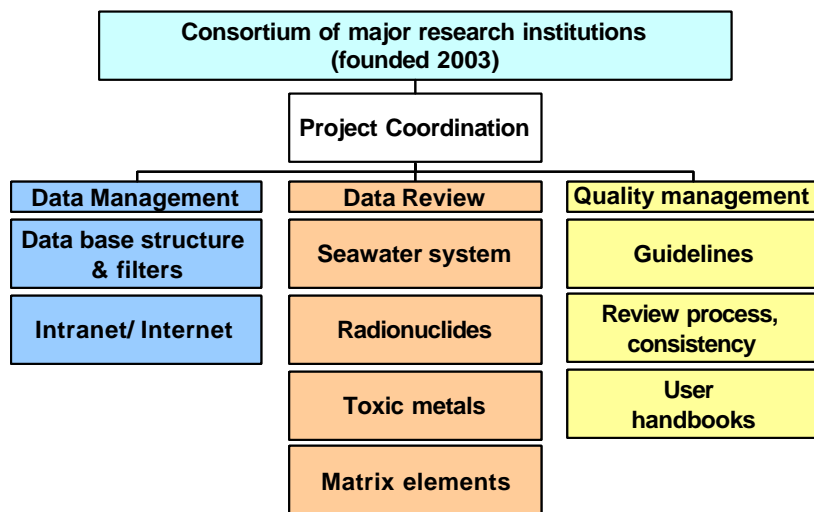 Consortium of major research institutions
(founded 2003)
Project Coordination
Data Management
Data base structure
& filters
Intranet/ Internet
Data Review
Seawater system
Radionuclides
Toxic metals
Matrix elements
Quality management
Guidelines
Review process,
consistency
User
handbooks